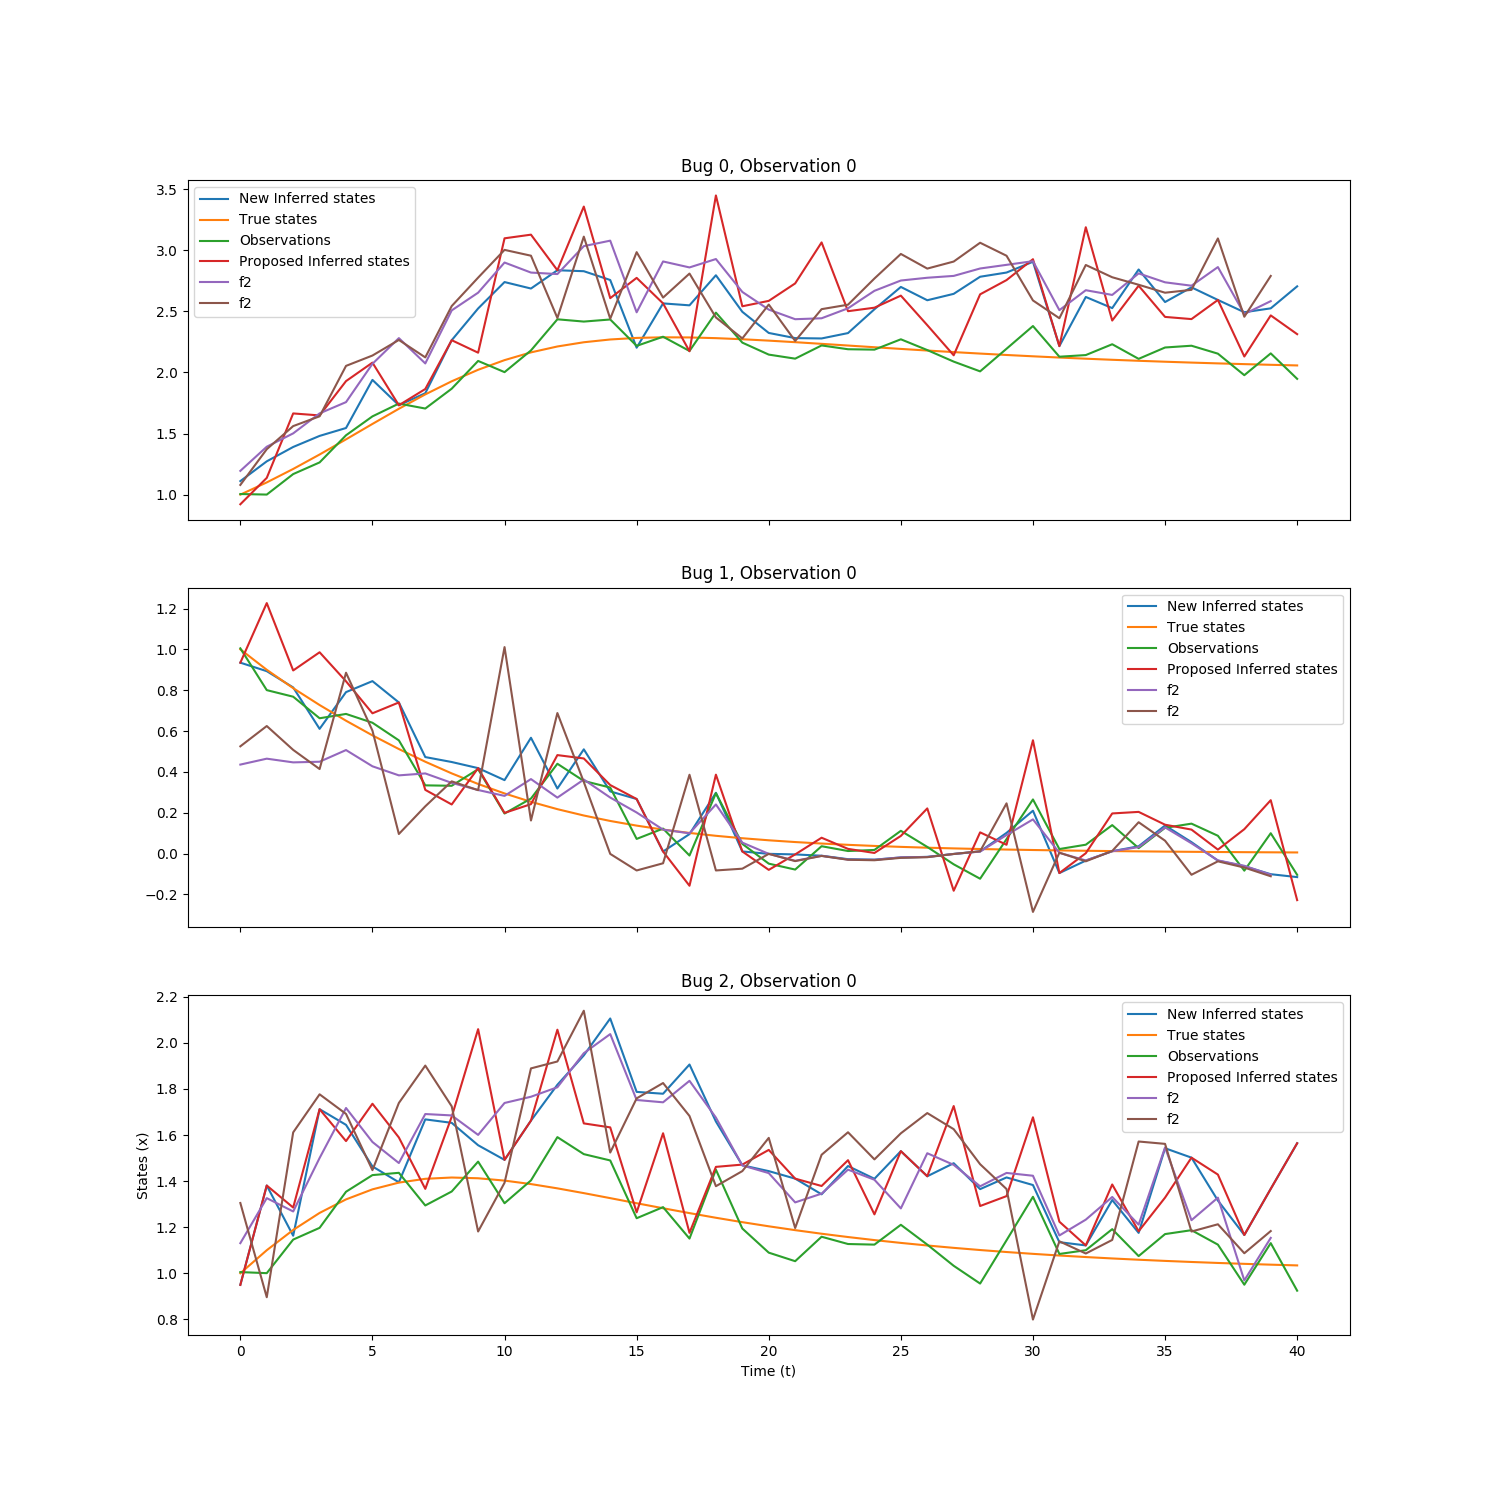 Bug 0, Observation 0
3.5
3.0
2.5
2.0
1.5
1.0
New Inferred states
True states
Observations
Proposed Inferred states
f2
f2
Bug 1, Observation 0
1.2
1.0
0.8
0.6
0.4
0.2
0.0
−0.2
New Inferred states
True states
Observations
Proposed Inferred states
f2
f2
Bug 2, Observation 0
2.2
2.0
1.8
1.6
1.4
1.2
1.0
0.8
States (x)
New Inferred states
True states
Observations
Proposed Inferred states
f2
f2
0 5 10 15 20 25 30 35 40
Time (t)